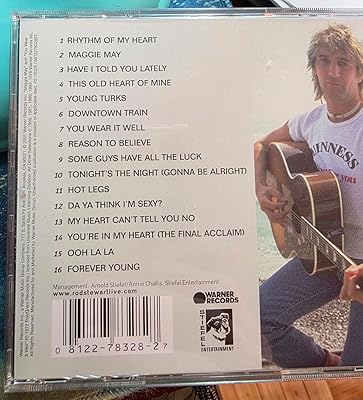 1 RHYTHM OF MY HEART
2 MAGGIE MAY
3 HAVE I TOLD YOU LATELY
4 THIS OLD HEART OF MINE
5 YOUNG TURKS
6 DOWNTOWN TRAIN
7 YOU WEAR IT WELL
8 REASON TO BELIEVE
9 SOME GUYS HAVE ALL THE LUCK
10 TONIGHT'S THE NIGHT (GONNA BE ALRIGHT)
11 HOT LEGS
12 DA YA THINK I'M SEXY?
13 MY HEART CAN'T TELL YOU NO
14 YOU'RE IN MY HEART (THE FINAL ACCLAIM)
15 OOH LA LA
16 FOREVER YOUNG
Management: Arnold Stiefel/Annie Challis: Stiefel Entertainment
www.rodstewartlive.com
0 8122-78328-2 7
WARNER
RECORDS
STIEFEL
ENTERTAINMENT
GUINNESS